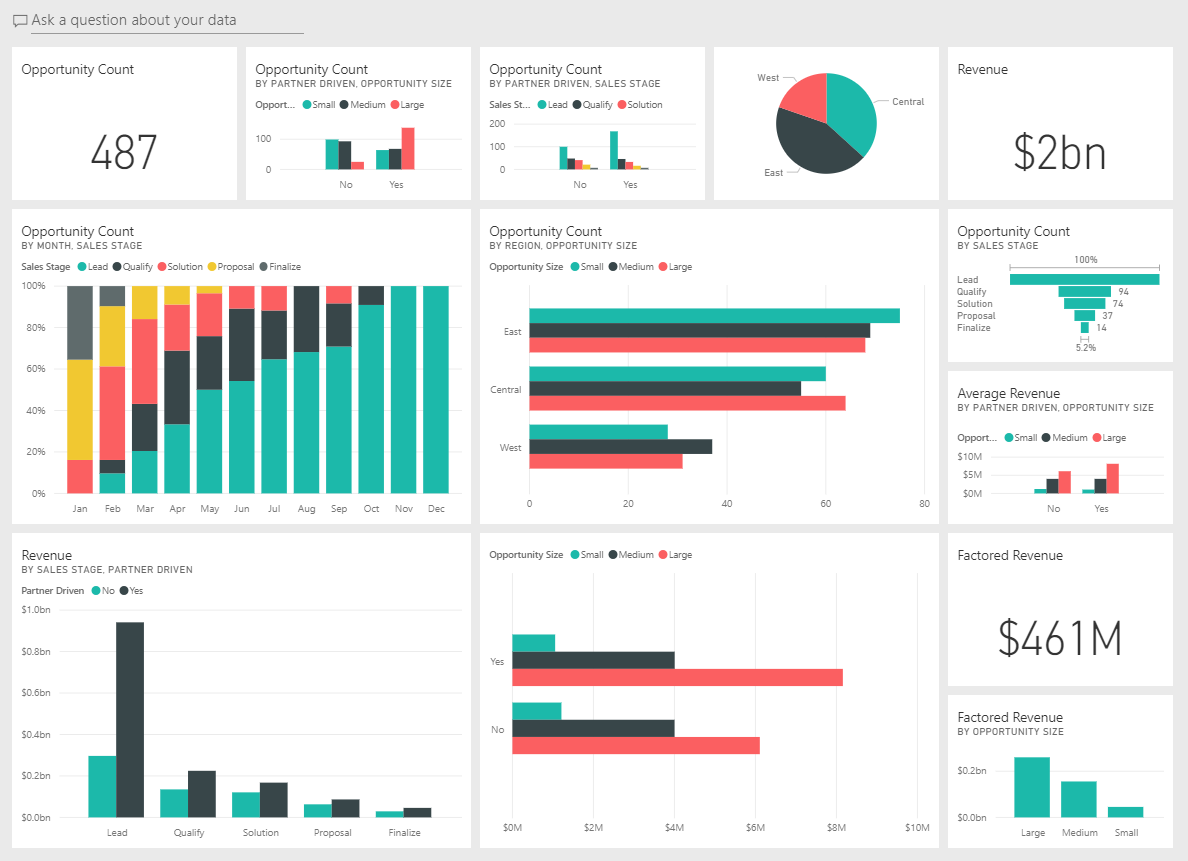 Ask a question about your data
Opportunity Count
487
Opportunity Count
BY PARTNER DRIVEN, OPPORTUNITY SIZE
Opport... Small Medium Large
100
0
No Yes
Opportunity Count
BY PARTNER DRIVEN, SALES STAGE
Sales St... Lead Qualify Solution
200
100
0
No Yes
West
Central
East
Revenue
$2bn
Opportunity Count
BY MONTH, SALES STAGE
Sales Stage Lead Qualify Solution Proposal Finalize
100%
80%
60%
40%
20%
0%
Jan Feb Mar Apr May Jun Jul Aug Sep Oct Nov Dec
Opportunity Count
BY REGION, OPPORTUNITY SIZE
Opportunity Size Small Medium Large
East
Central
West
0 20 40 60 80
Opportunity Count
BY SALES STAGE
100%
Lead
Qualify 94
Solution 74
Proposal 37
Finalize 14
5.2%
Average Revenue
BY PARTNER DRIVEN, OPPORTUNITY SIZE
Opport... Small Medium Large
$10M
$5M
$0M
No Yes
Revenue
BY SALES STAGE, PARTNER DRIVEN
Partner Driven No Yes
$1.0bn
$0.8bn
$0.6bn
$0.4bn
$0.2bn
$0.0bn
Lead Qualify Solution Proposal Finalize
Opportunity Size Small Medium Large
Yes
No
$0M $2M $4M $6M $8M $10M
Factored Revenue
$461M
Factored Revenue
BY OPPORTUNITY SIZE
$0.2bn
$0.0bn
Large Medium Small